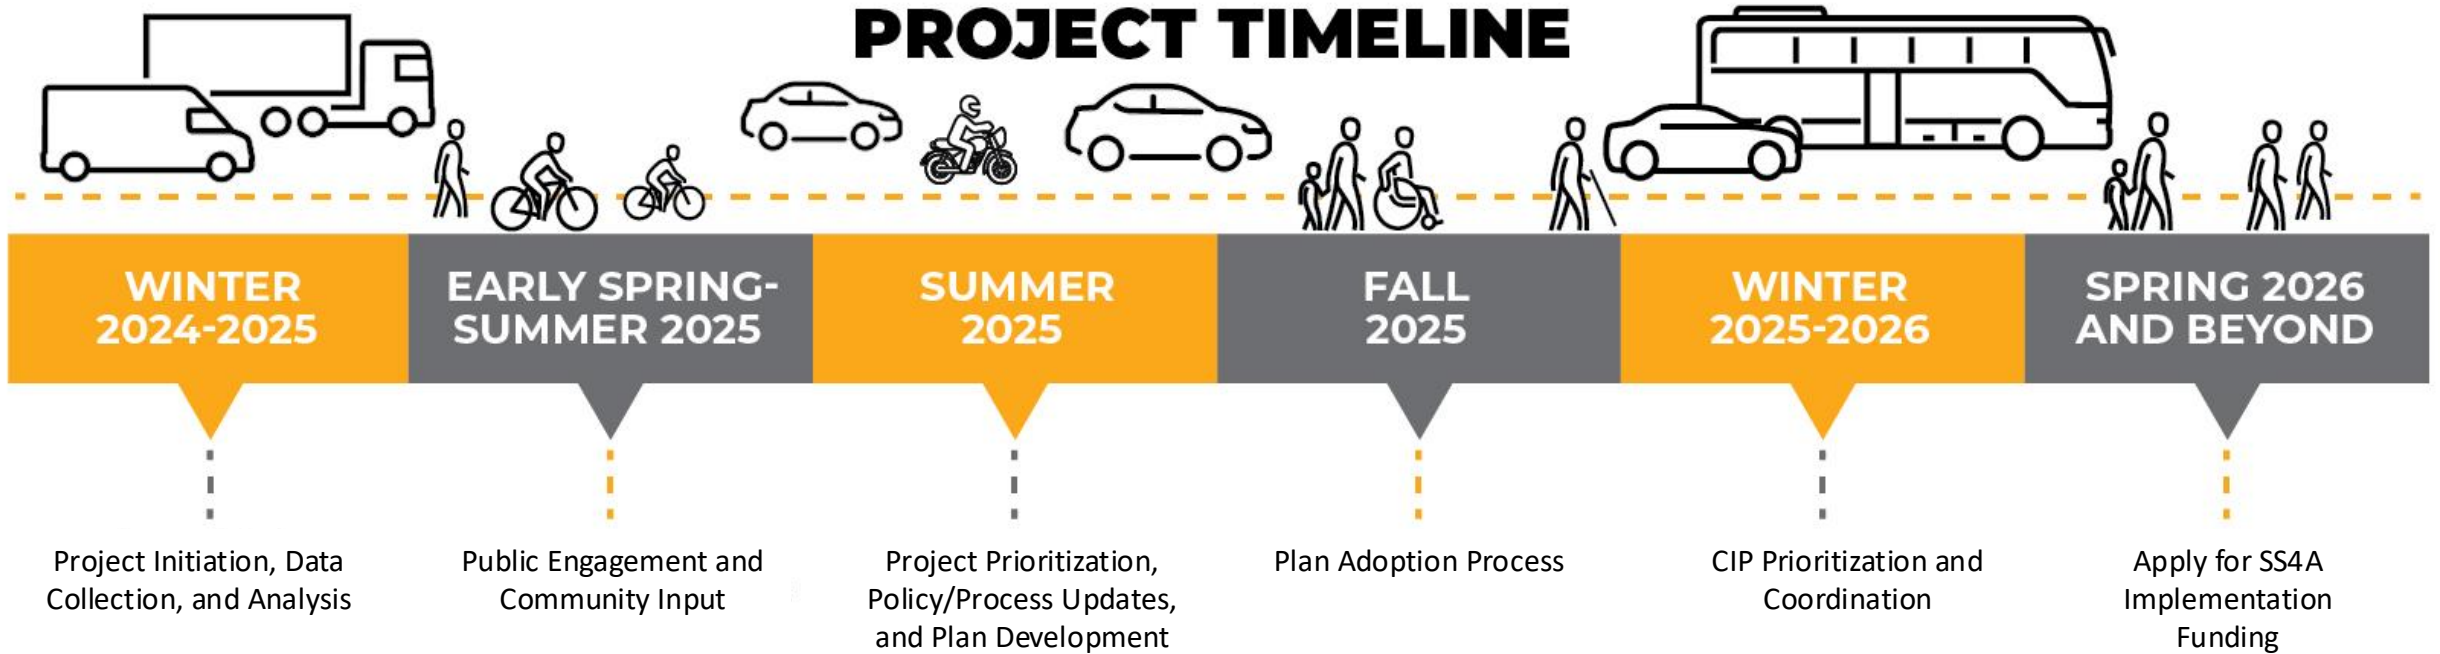 PROJECT TIMELINE
WINTER
2024-2025
EARLY SPRING-
SUMMER 2025
SUMMER
2025
FALL
2025
WINTER
2025-2026
SPRING 2026
AND BEYOND
Project Initiation, Data
Collection, and Analysis
Public Engagement and
Community Input
Project Prioritization,
Policy/Process Updates,
and Plan Development
Plan Adoption Process
CIP Prioritization and
Coordination
Apply for SS4A
Implementation
Funding